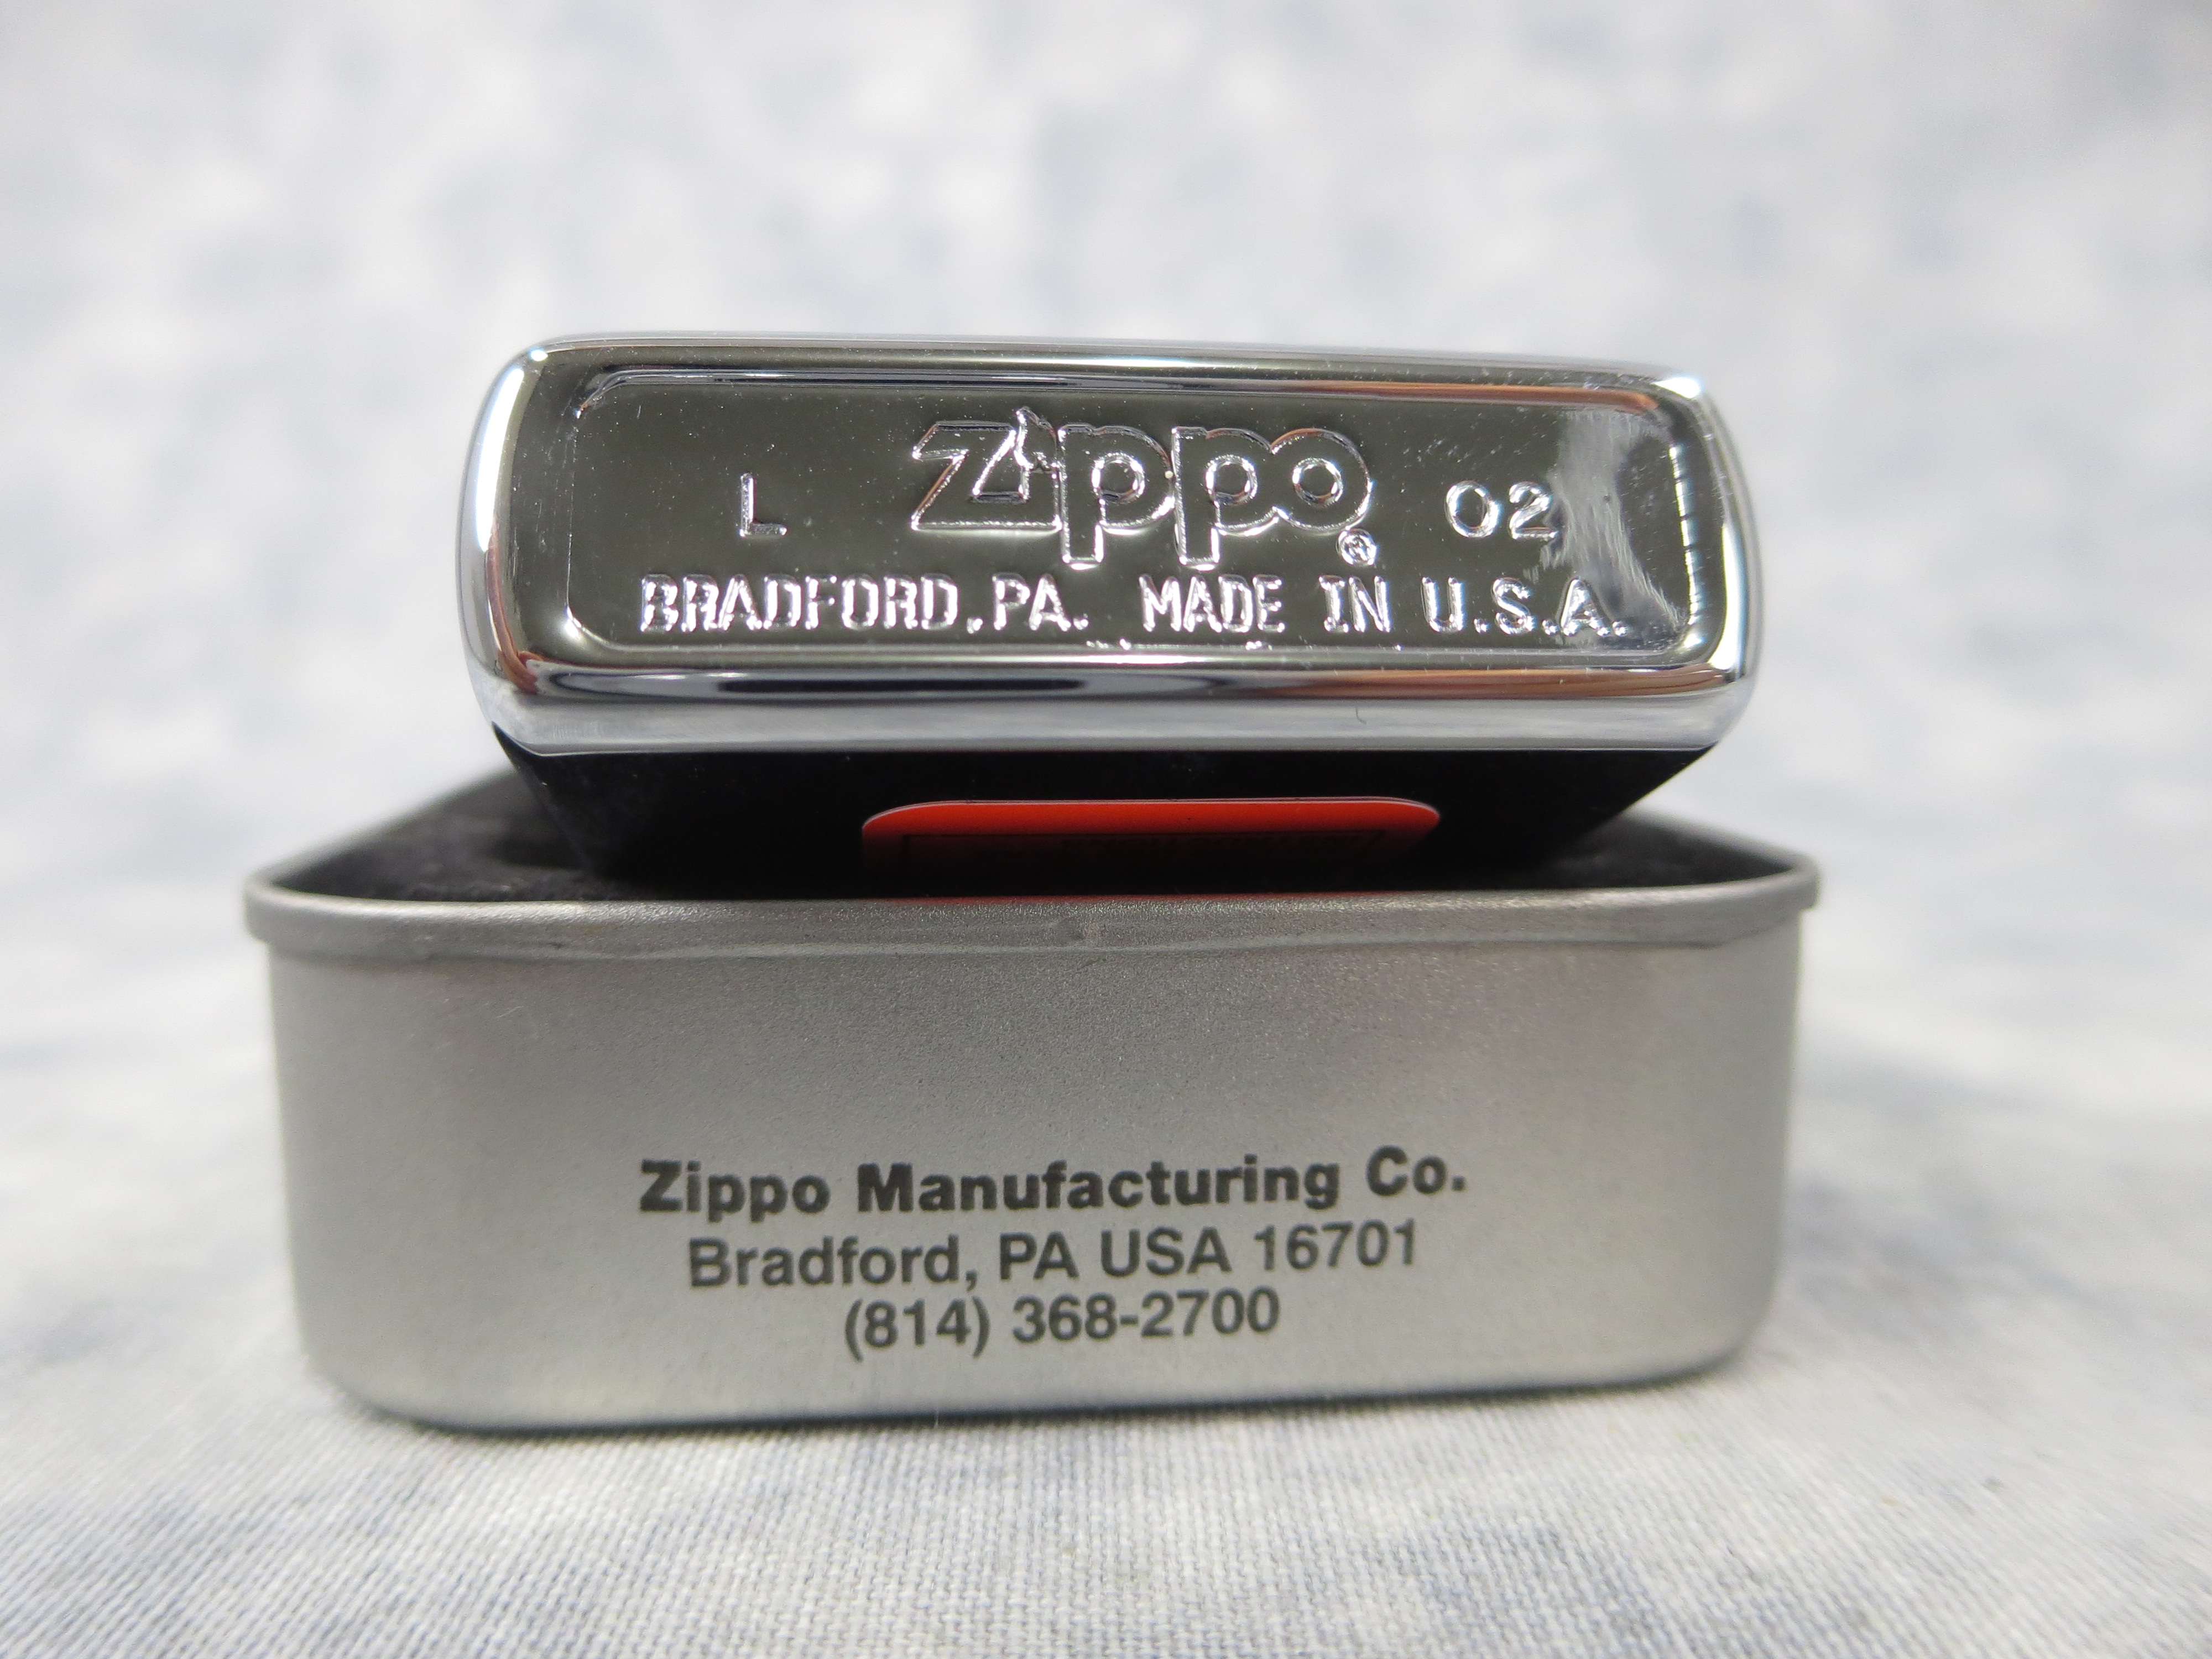 L Zippo ® 02
BRADFORD, PA. MADE IN U.S.A.
Zippo Manufacturing Co.
Bradford, PA USA 16701
(814) 368-2700